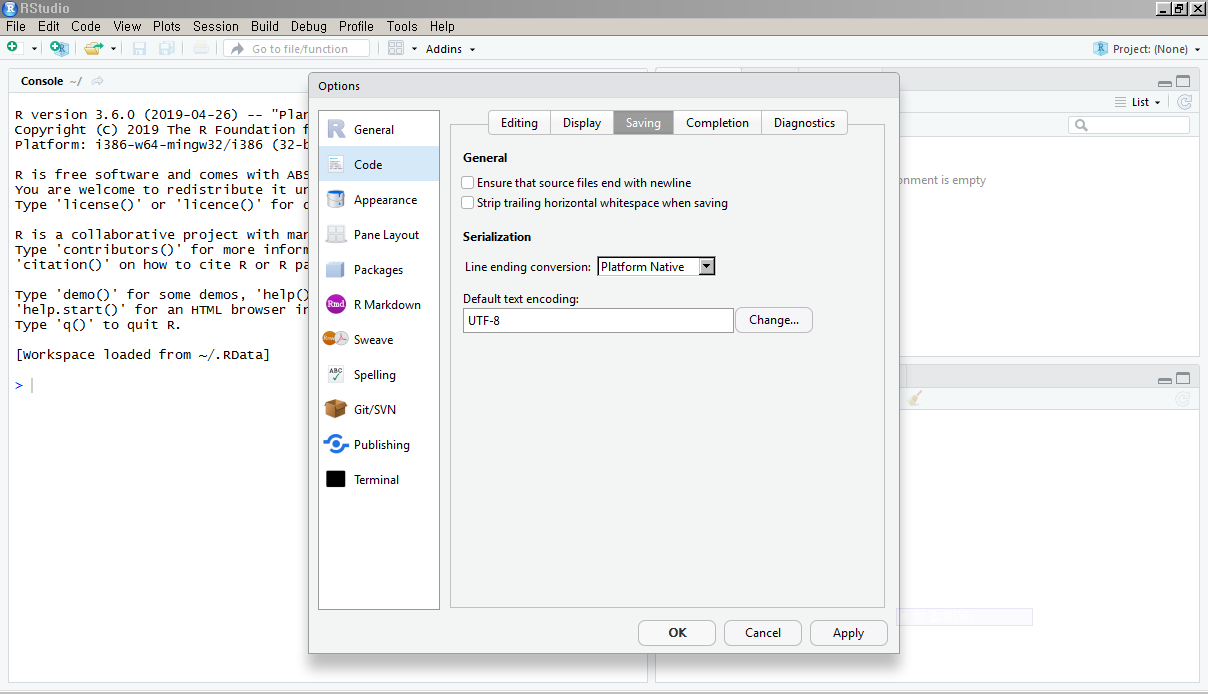 RStudio
File Edit Code View Plots Session Build Debug Profile Tools Help
Go to file/function
Addins
Project: (None)
Console ~/
R version 3.6.0 (2019-04-26) -- "Plan
Copyright (C) 2019 The R Foundation f
Platform: i386-w64-mingw32/i386 (32-b
R is free software and comes with ABS
You are welcome to redistribute it un
Type 'license()' or 'licence()' for d
R is a collaborative project with man
Type 'contributors()' for more inform
'citation()' on how to cite R or R pa
Type 'demo()' for some demos, 'help()
'help.start()' for an HTML browser in
Type 'q()' to quit R.
[Workspace loaded from ~/.RData]
>
Options
General
Code
Appearance
Pane Layout
Packages
Rmd R Markdown
Sweave
ABC Spelling
Git/SVN
Publishing
Terminal
Editing Display Saving Completion Diagnostics
General
Ensure that source files end with newline
Strip trailing horizontal whitespace when saving
Serialization
Line ending conversion: Platform Native
Default text encoding:
UTF-8 Change...
OK Cancel Apply
List
onment is empty